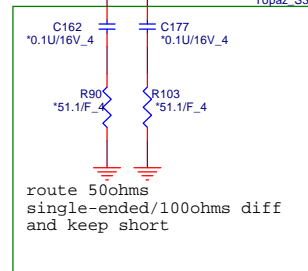 Topaz_S3
C162
*0.1U/16V_4
C177
*0.1U/16V_4
R90
*51.1/F_4
R103
*51.1/F_4
route 50ohms
single-ended/100ohms diff
and keep short